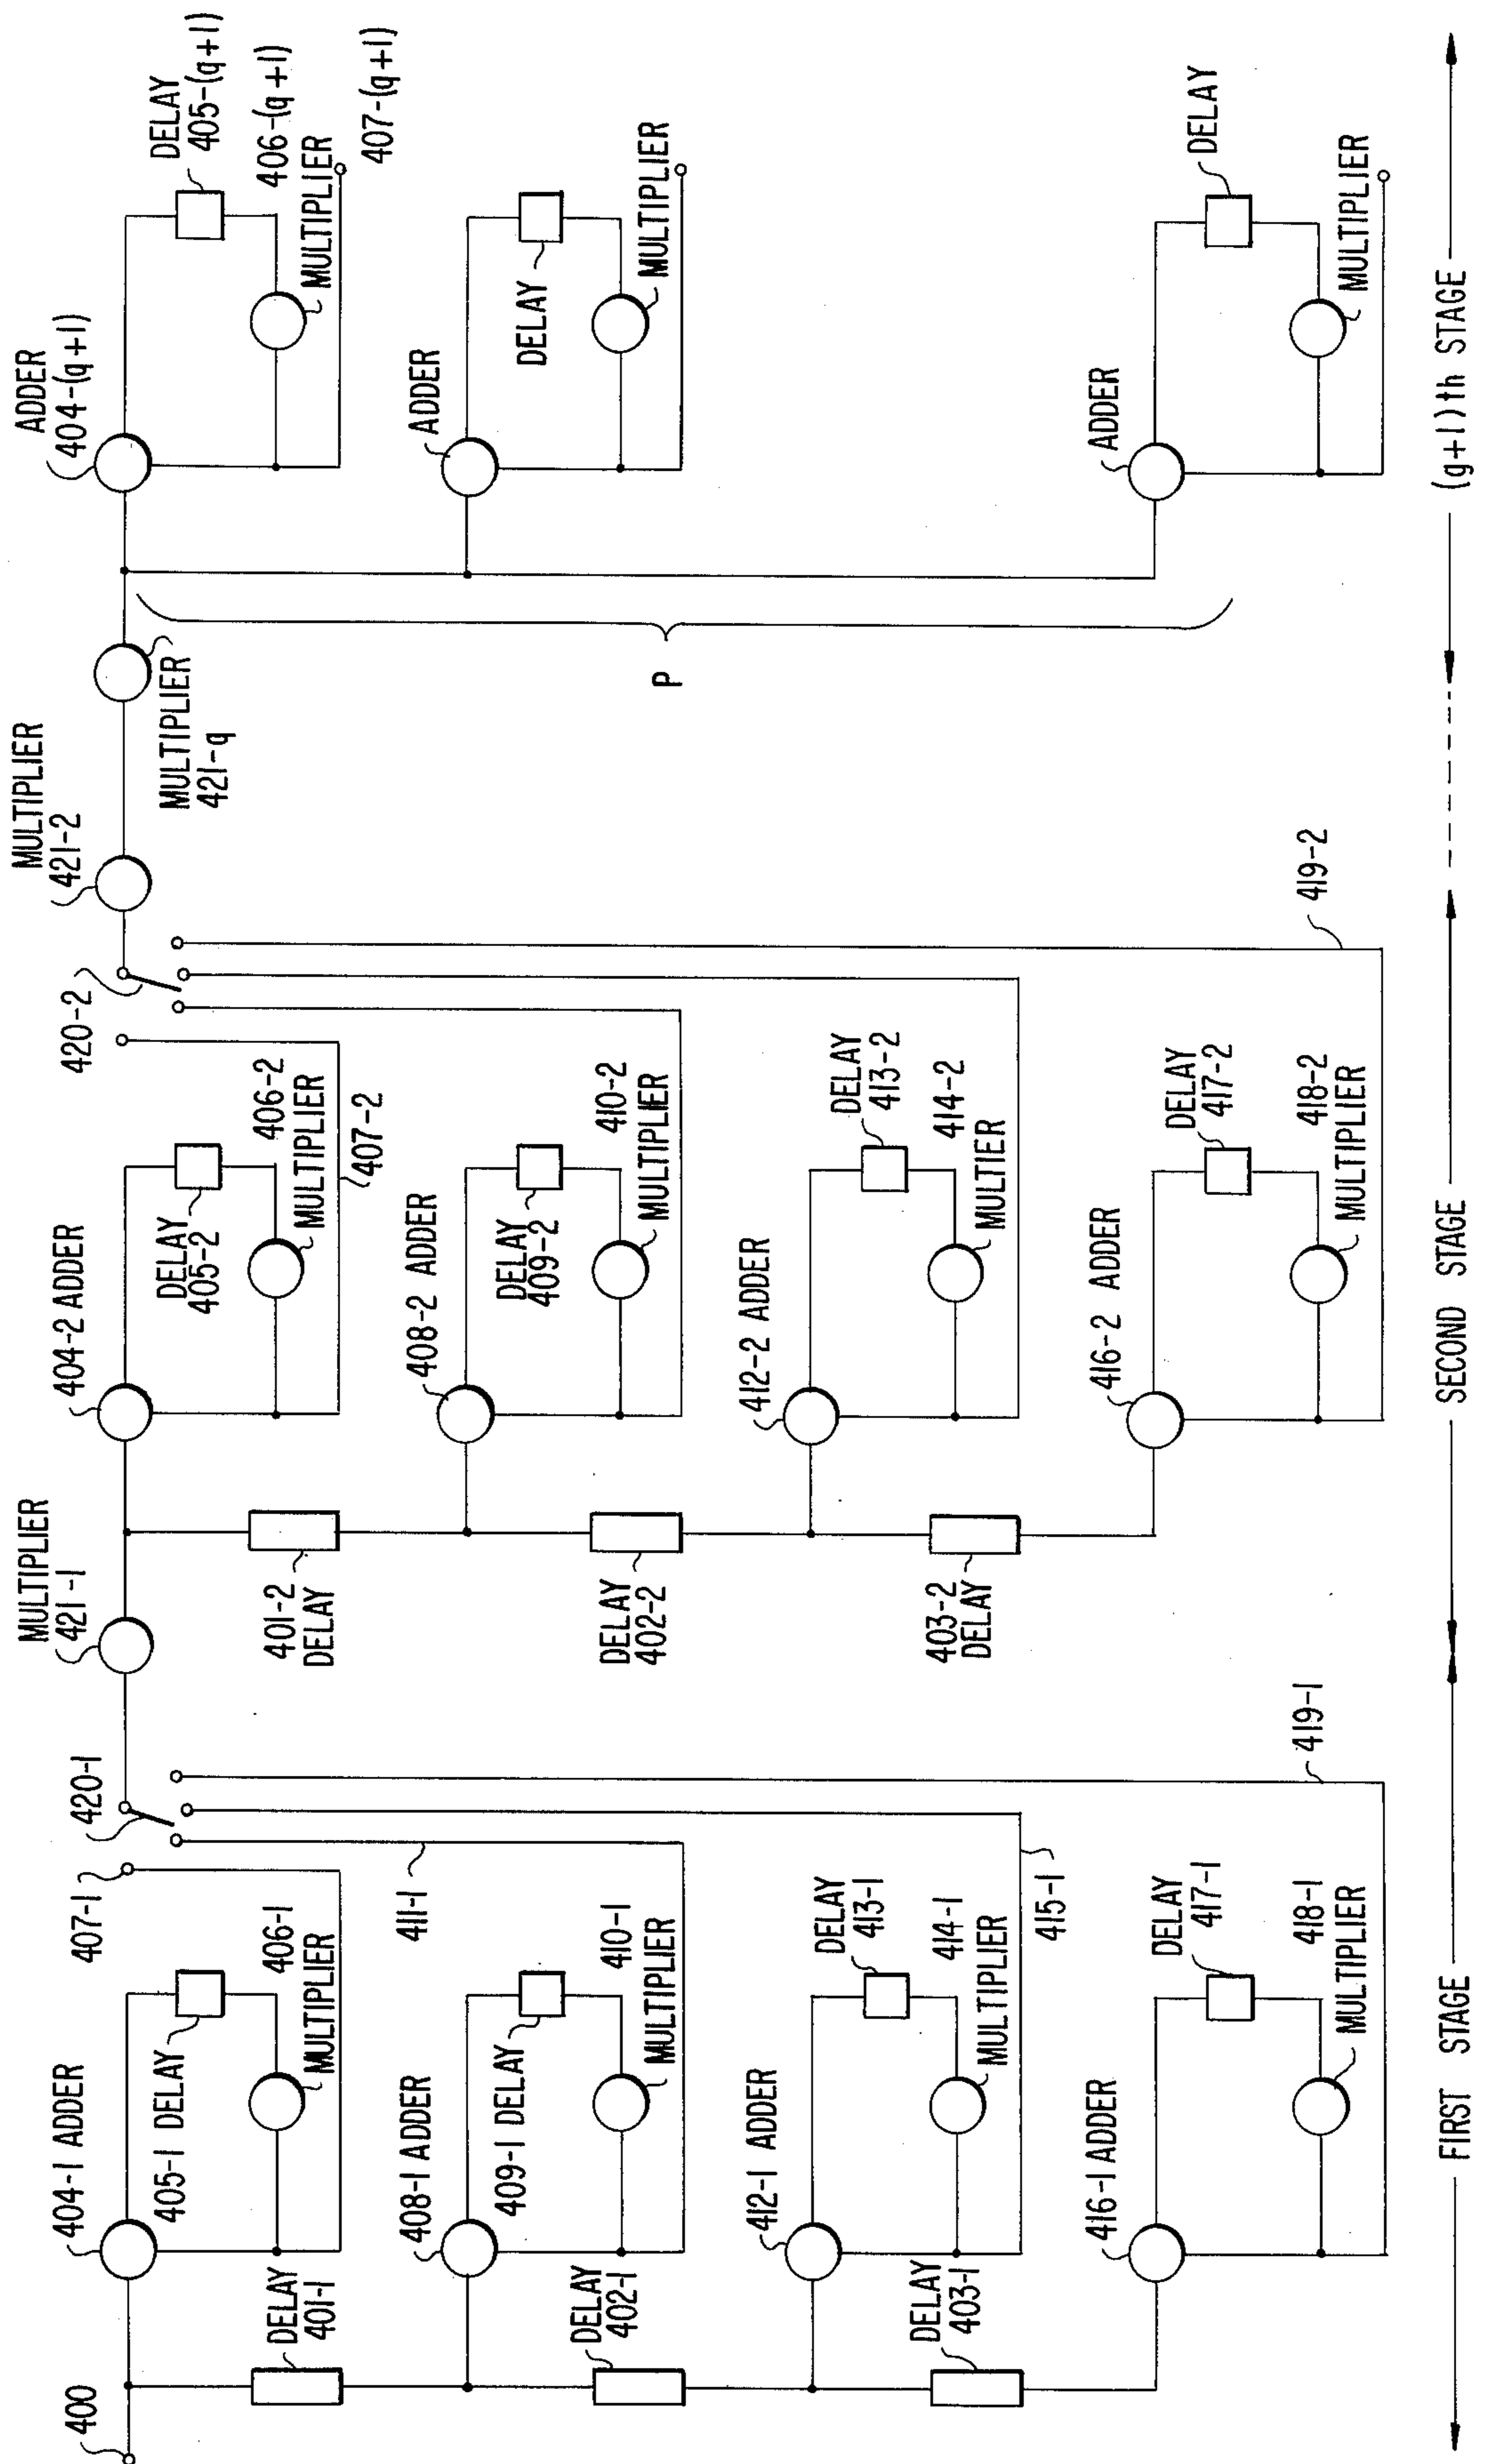 400
404-1 ADDER
405-1 DELAY
406-1
MULTIPLIER
407-1
DELAY
401-1
408-1 ADDER
409-1 DELAY
410-1
MULTIPLIER
411-1
DELAY
402-1
412-1 ADDER
DELAY
413-1
414-1
MULTIPLIER
415-1
DELAY
403-1
416-1 ADDER
DELAY
417-1
418-1
MULTIPLIER
419-1
420-1
MULTIPLIER
421-1
404-2 ADDER
DELAY
405-2
406-2
MULTIPLIER
407-2
401-2
DELAY
408-2 ADDER
DELAY
409-2
410-2
MULTIPLIER
DELAY
402-2
412-2 ADDER
DELAY
413-2
414-2
MULTIER
403-2
DELAY
416-2 ADDER
DELAY
417-2
418-2
MULTIPLIER
419-2
420-2
MULTIPLIER
421-2
MULTIPLIER
421-q
P
ADDER
404-(q+1)
DELAY
405-(q+1)
406-(q+1)
MULTIPLIER
407-(q+1)
ADDER
DELAY
MULTIPLIER
ADDER
DELAY
MULTIPLIER
FIRST STAGE
SECOND STAGE
(g+1)th STAGE